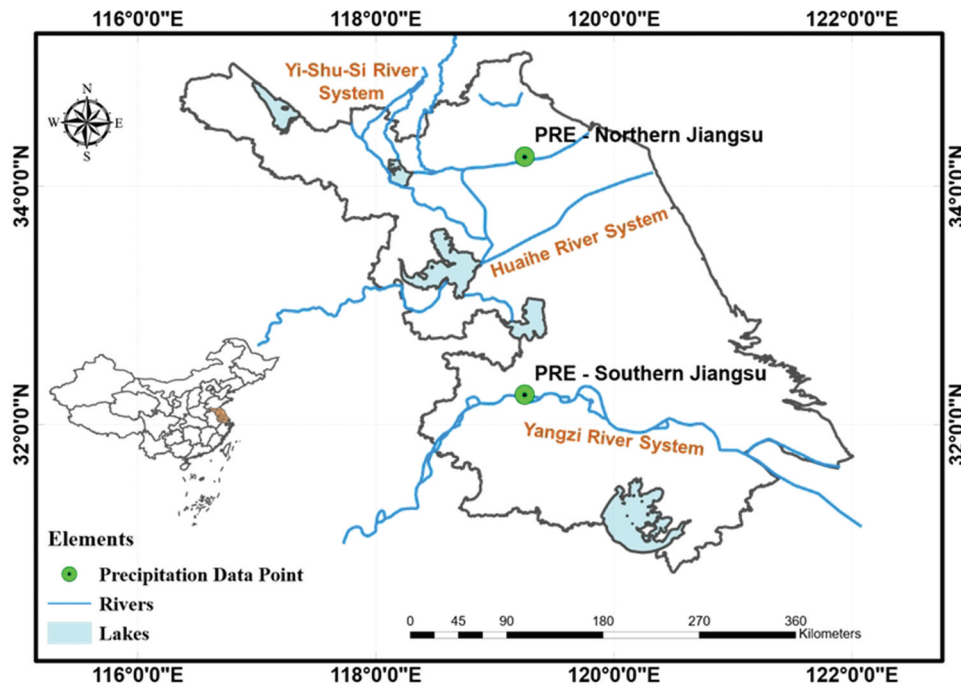 116°0'0"E 118°0'0"E 120°0'0"E 122°0'0"E
Yi-Shu-Si River
System
N
W E
S
PRE - Northern Jiangsu
34°0'0"N 34°0'0"N
Huaihe River System
PRE - Southern Jiangsu
32°0'0"N 32°0'0"N
Yangzi River System
Elements
Precipitation Data Point
Rivers
Lakes
0 45 90 180 270 360
Kilometers
116°0'0"E 118°0'0"E 120°0'0"E 122°0'0"E